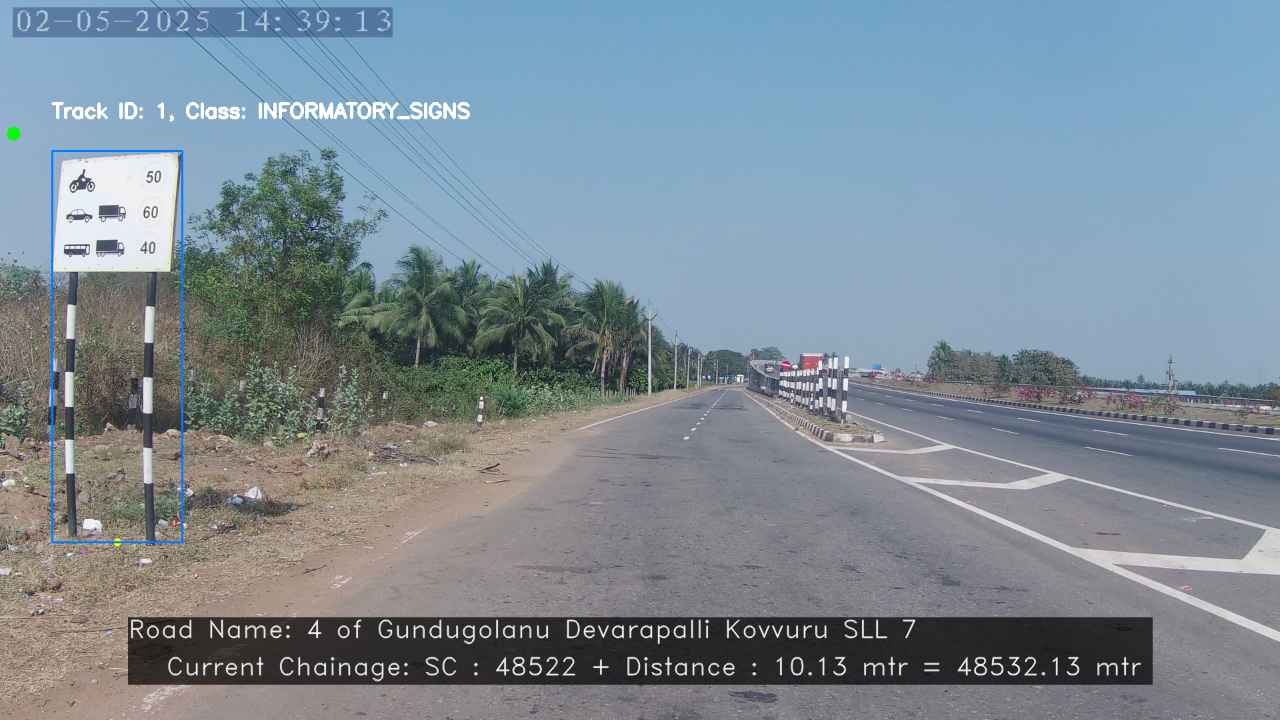 02-05-2025 14:39:13
Track ID: 1, Class: INFORMATORY_SIGNS
50
60
40
Road Name: 4 of Gundugolanu Devarapalli Kovvuru SLL 7
Current Chainage: SC : 48522 + Distance : 10.13 mtr = 48532.13 mtr